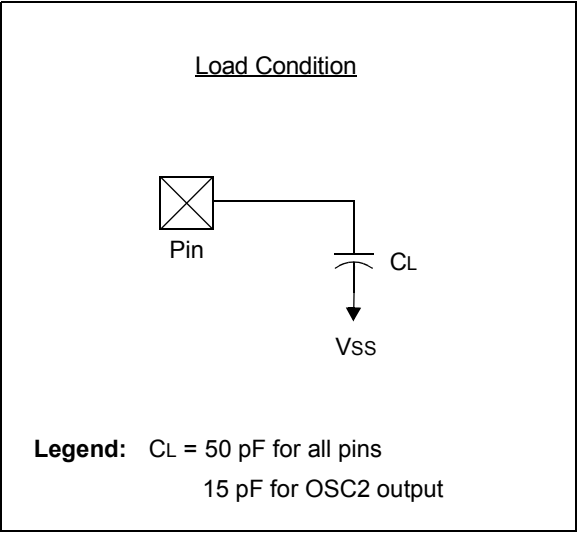 Load Condition
Pin
CL
VSS
Legend: CL = 50 pF for all pins
15 pF for OSC2 output